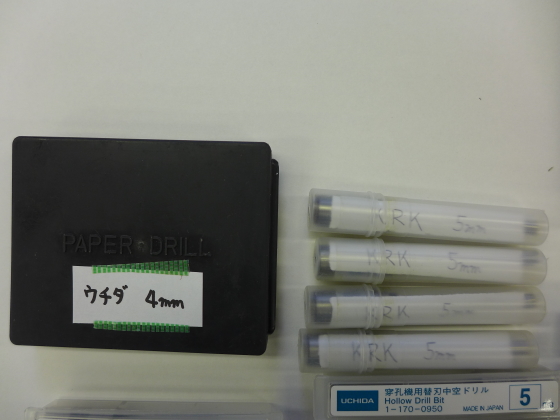 PAPER DRILL
ウチダ 4mm
KRK 5mm
KRK 5mm
KRK 5mm
KRK 5mm
UCHIDA
穿孔機用替刃中空ドリル
Hollow Drill Bit
1-170-0950 MADE IN JAPAN
5